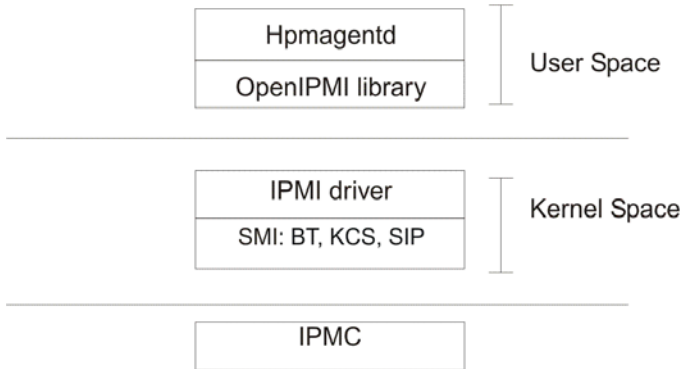 Hpmagentd
User Space
OpenIPMI library
IPMI driver
Kernel Space
SMI: BT, KCS, SIP
IPMC